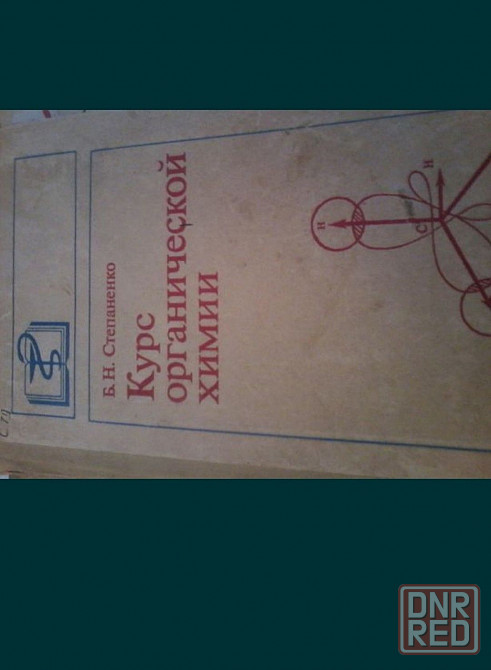 Б. Н. Степаненко
Курс
органической
химии
Н
Н
С
DNR
RED